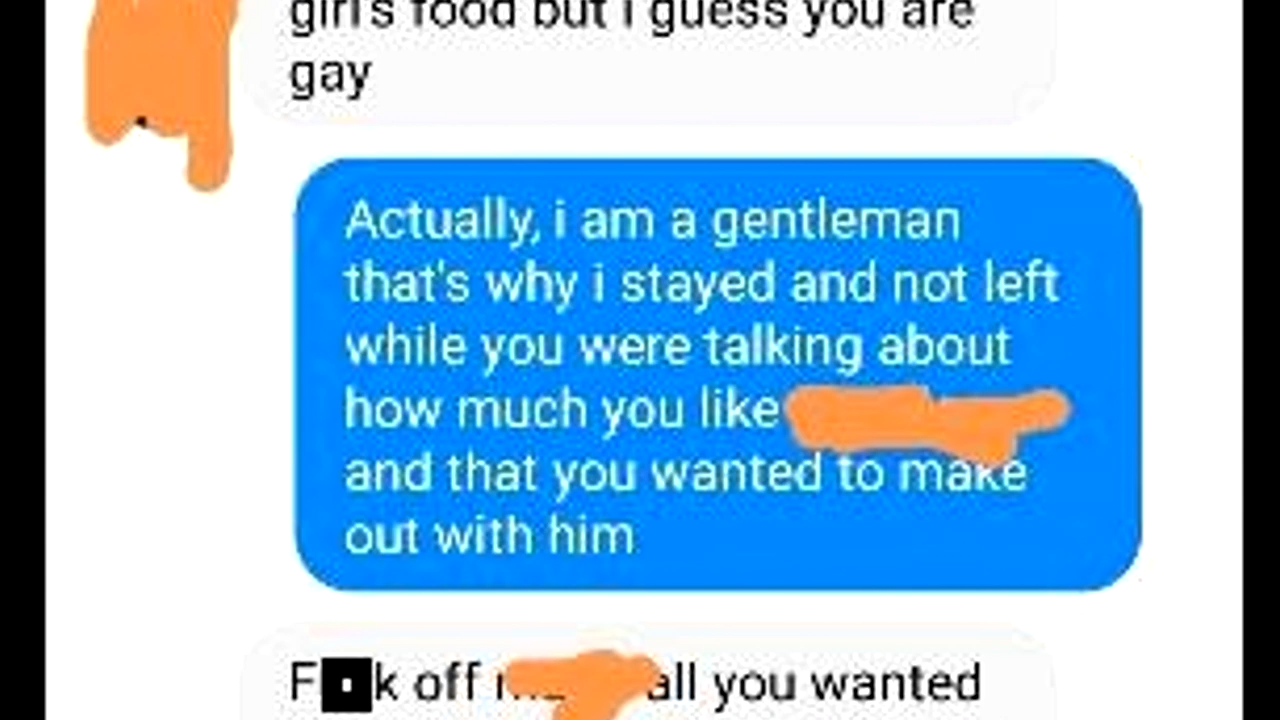 girl's food but i guess you are
gay
Actually, i am a gentleman
that's why i stayed and not left
while you were talking about
how much you like
and that you wanted to make
out with him
F k off all you wanted